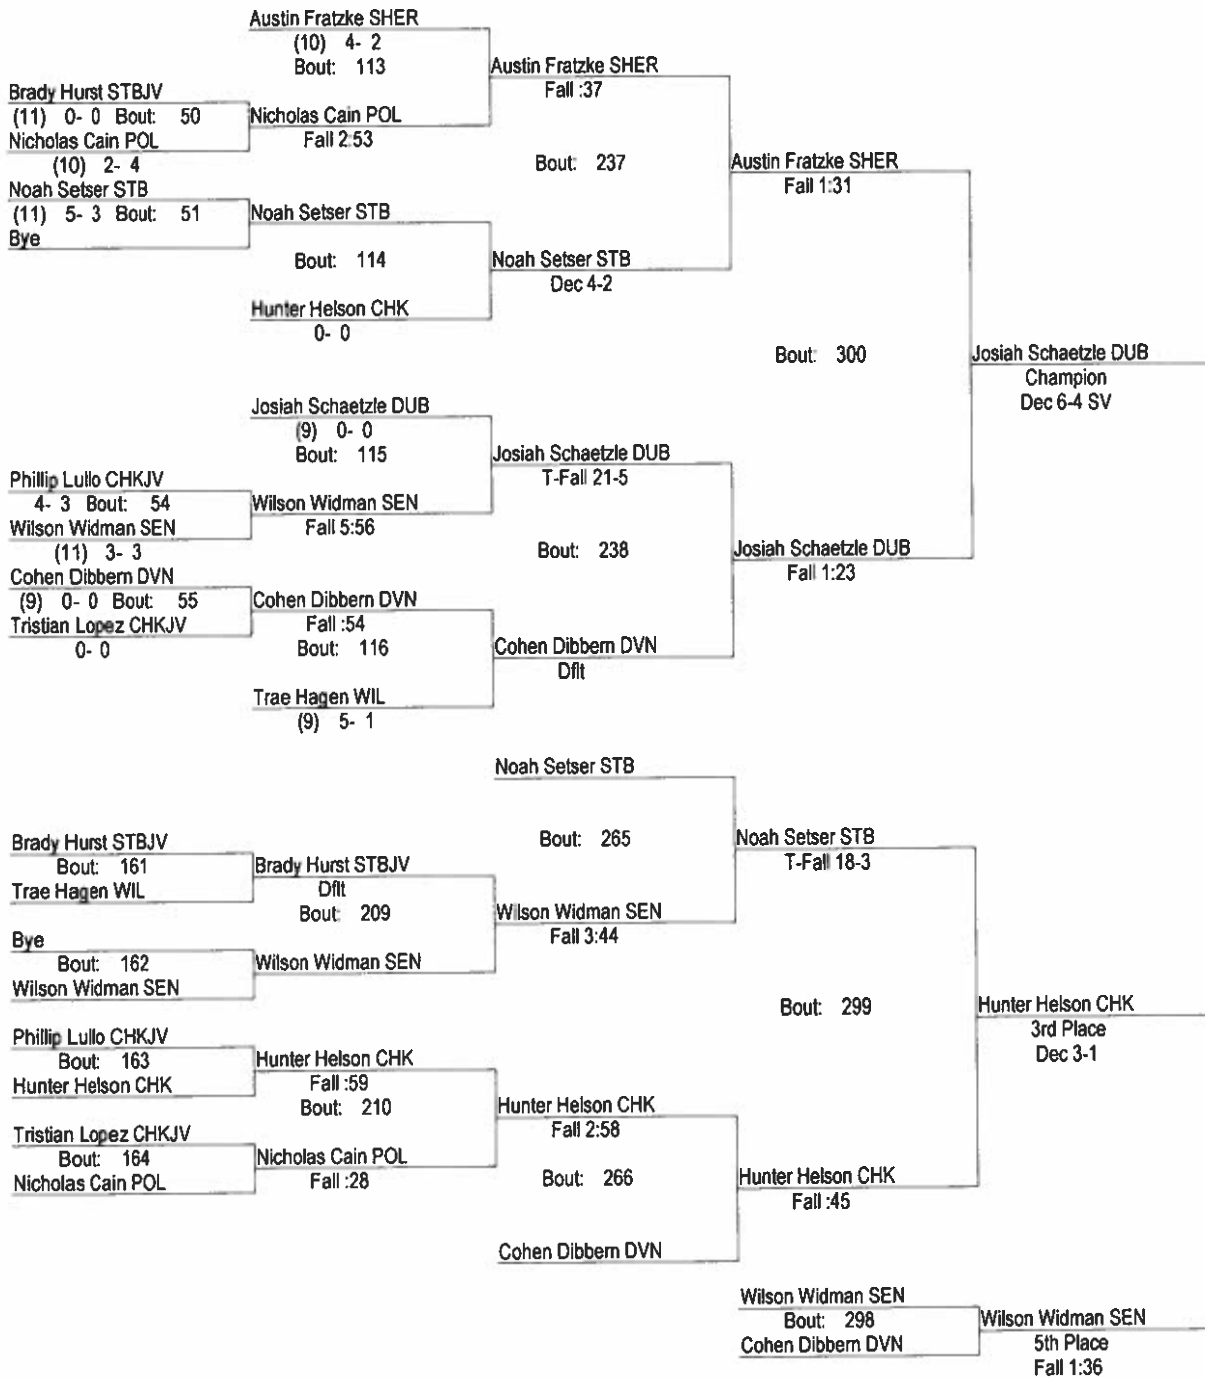 Austin Fratzke SHER
(10) 4- 2
Bout: 113
Austin Fratzke SHER
Fall :37
Brady Hurst STBJV
(11) 0- 0 Bout: 50
Nicholas Cain POL
Fall 2:53
Nicholas Cain POL
(10) 2- 4
Bout: 237
Austin Fratzke SHER
Fall 1:31
Noah Setser STB
(11) 5- 3 Bout: 51
Noah Setser STB
Bye
Bout: 114
Noah Setser STB
Dec 4-2
Hunter Helson CHK
0- 0
Bout: 300
Josiah Schaetzle DUB
Champion
Dec 6-4 SV
Josiah Schaetzle DUB
(9) 0- 0
Bout: 115
Josiah Schaetzle DUB
T-Fall 21-5
Phillip Lullo CHKJV
4- 3 Bout: 54
Wilson Widman SEN
Fall 5:56
Wilson Widman SEN
(11) 3- 3
Bout: 238
Josiah Schaetzle DUB
Fall 1:23
Cohen Dibbern DVN
(9) 0- 0 Bout: 55
Cohen Dibbern DVN
Fall :54
Tristian Lopez CHKJV
0- 0
Bout: 116
Cohen Dibbern DVN
Dflt
Trae Hagen WIL
(9) 5- 1
Noah Setser STB
Bout: 265
Noah Setser STB
T-Fall 18-3
Brady Hurst STBJV
Bout: 161
Trae Hagen WIL
Brady Hurst STBJV
Dflt
Bout: 209
Wilson Widman SEN
Fall 3:44
Bye
Bout: 162
Wilson Widman SEN
Wilson Widman SEN
Bout: 299
Hunter Helson CHK
3rd Place
Dec 3-1
Phillip Lullo CHKJV
Bout: 163
Hunter Helson CHK
Hunter Helson CHK
Fall :59
Bout: 210
Hunter Helson CHK
Fall 2:58
Tristian Lopez CHKJV
Bout: 164
Nicholas Cain POL
Nicholas Cain POL
Fall :28
Bout: 266
Hunter Helson CHK
Fall :45
Cohen Dibbern DVN
Wilson Widman SEN
Bout: 298
Cohen Dibbern DVN
Wilson Widman SEN
5th Place
Fall 1:36